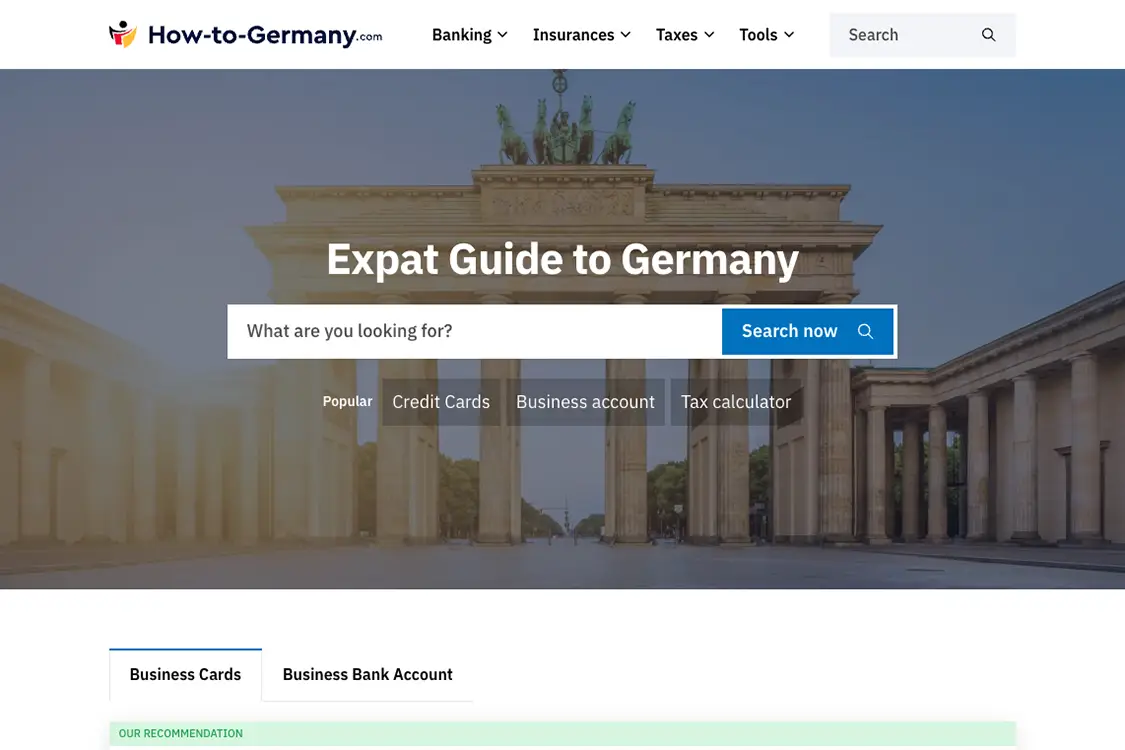 How-to-Germany.com
Banking
Insurances
Taxes
Tools
Search
Expat Guide to Germany
What are you looking for?
Search now
Popular
Credit Cards
Business account
Tax calculator
Business Cards
Business Bank Account
OUR RECOMMENDATION